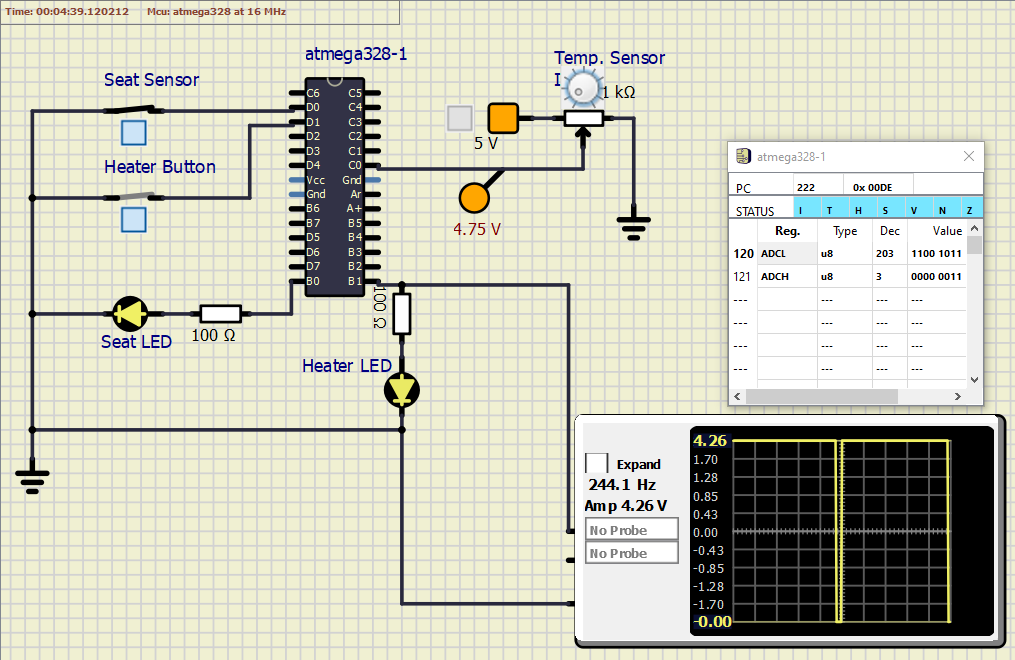 Time: 00:04:39.120212 Mcu: atmega328 at 16 MHz
atmega328-1
Temp. Sensor
Seat Sensor
I
1 kΩ
5 V
Heater Button
4.75 V
C6 C5
D0 C4
D1 C3
D2 C2
D3 C1
D4 C0
Vcc Gnd
Gnd Ar
B6 A+
B7 B5
D5 B4
D6 B3
D7 B2
B0 B1
100 Ω
Seat LED
100 Ω
Heater LED
atmega328-1
PC 222 0x 00DE
STATUS I T H S V N Z
Reg. Type Dec Value
120 ADCL u8 203 1100 1011
121 ADCH u8 3 0000 0011
--- --- --- ---
--- --- --- ---
--- --- --- ---
--- --- --- ---
Expand
244.1 Hz
Amp 4.26 V
No Probe
No Probe
4.26
1.70
1.28
0.85
0.43
0.00
-0.43
-0.85
-1.28
-1.70
-0.00